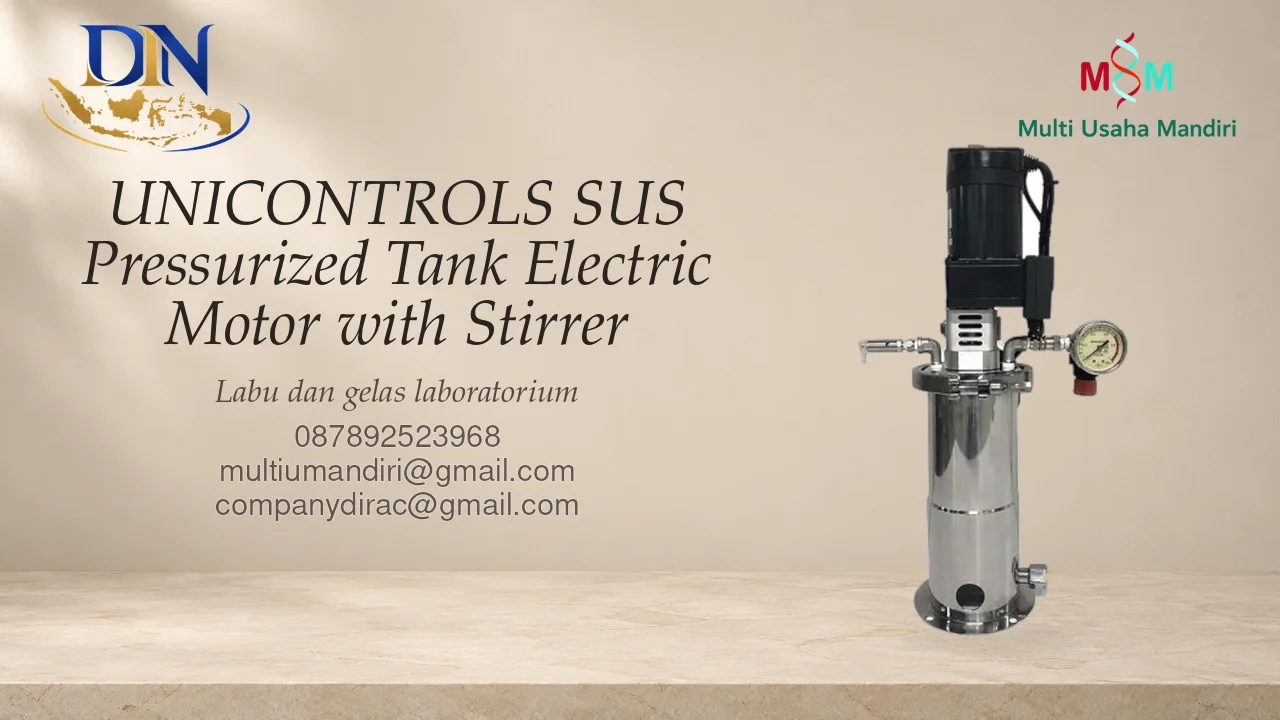 DN
M M
Multi Usaha Mandiri
UNICONTROLS SUS
Pressurized Tank Electric
Motor with Stirrer
Labu dan gelas laboratorium
087892523968
multiumandiri@gmail.com
companydirac@gmail.com